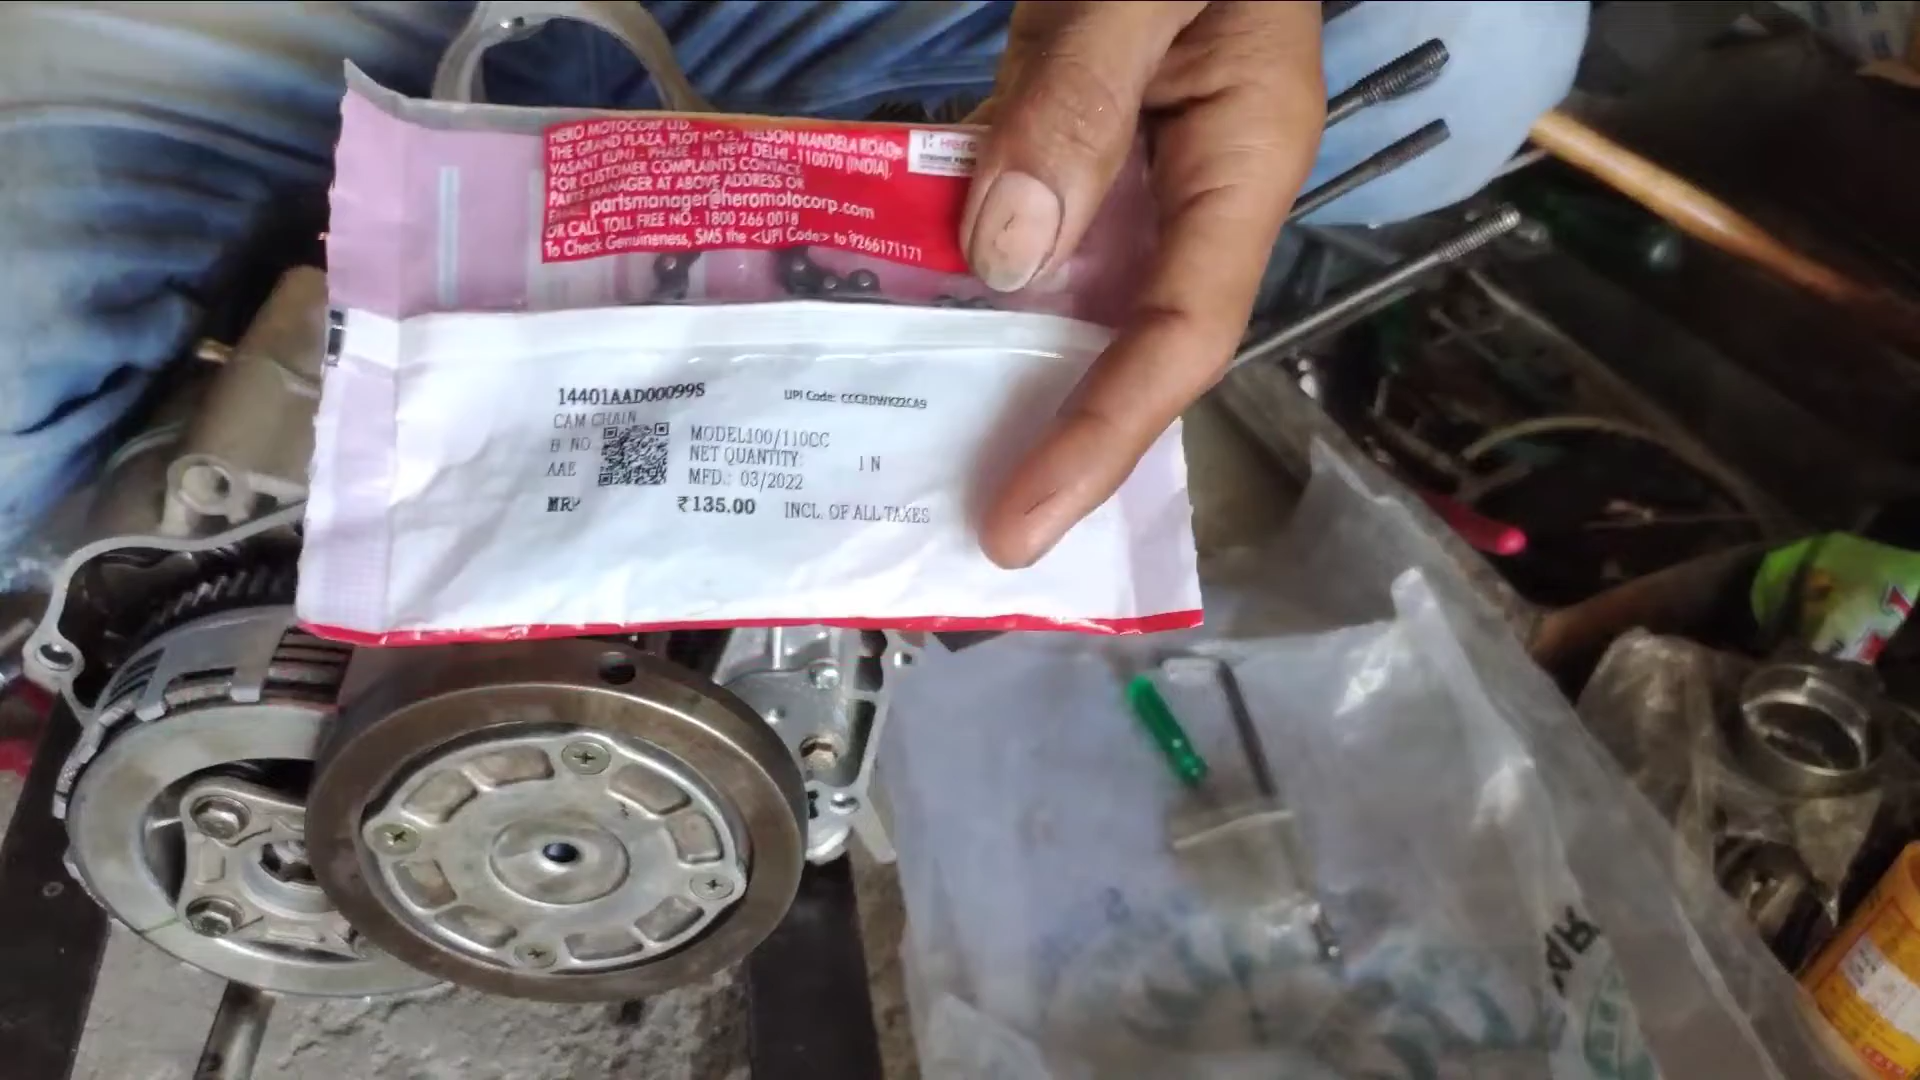 HERO MOTOCORP LTD.
THE GRAND PLAZA, PLOT NO.2, NELSON MANDELA ROAD,
VASANT KUNJ - PHASE - II, NEW DELHI -110070 (INDIA).
FOR CUSTOMER COMPLAINTS CONTACT
PARTS MANAGER AT ABOVE ADDRESS OR
EMAIL: partsmanager@heromotocorp.com
OR CALL TOLL FREE NO.: 1800 266 0018
To Check Genuineness, SMS the <UPI Code> to 9266171171
Hero
14401AAD00099S
UPI Code:
CAM CHAIN
B NO
AAE
MODEL100/110CC
NET QUANTITY: 1 N
MFD.: 03/2022
MRP ₹135.00 INCL. OF ALL TAXES